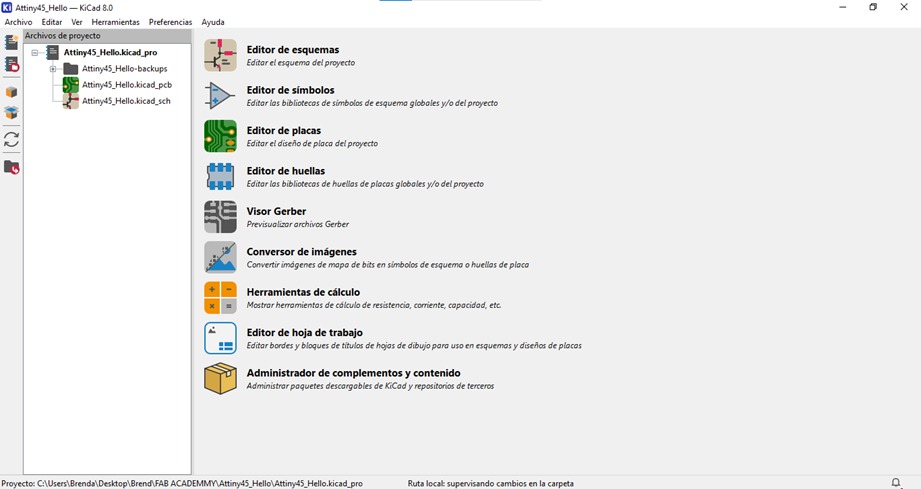 Attiny45_Hello — KiCad 8.0
Archivo Editar Ver Herramientas Preferencias Ayuda
Archivos de proyecto
Attiny45_Hello.kicad_pro
Attiny45_Hello-backups
Attiny45_Hello.kicad_pcb
Attiny45_Hello.kicad_sch
Editor de esquemas
Editar el esquema del proyecto
Editor de símbolos
Editar las bibliotecas de símbolos de esquema globales y/o del proyecto
Editor de placas
Editar el diseño de placa del proyecto
Editor de huellas
Editar las bibliotecas de huellas de placas globales y/o del proyecto
Visor Gerber
Previsualizar archivos Gerber
Conversor de imágenes
Convertir imágenes de mapa de bits en símbolos de esquema o huellas de placa
Herramientas de cálculo
Mostrar herramientas de cálculo de resistencia, corriente, capacidad, etc.
Editor de hoja de trabajo
Editar bordes y bloques de títulos de hojas de dibujo para uso en esquemas y diseños de placas
Administrador de complementos y contenido
Administrar paquetes descargables de KiCad y repositorios de terceros
Proyecto: C:\Users\Brenda\Desktop\Brend\FAB ACADEMMY\Attiny45_Hello\Attiny45_Hello.kicad_pro Ruta local: supervisando cambios en la carpeta